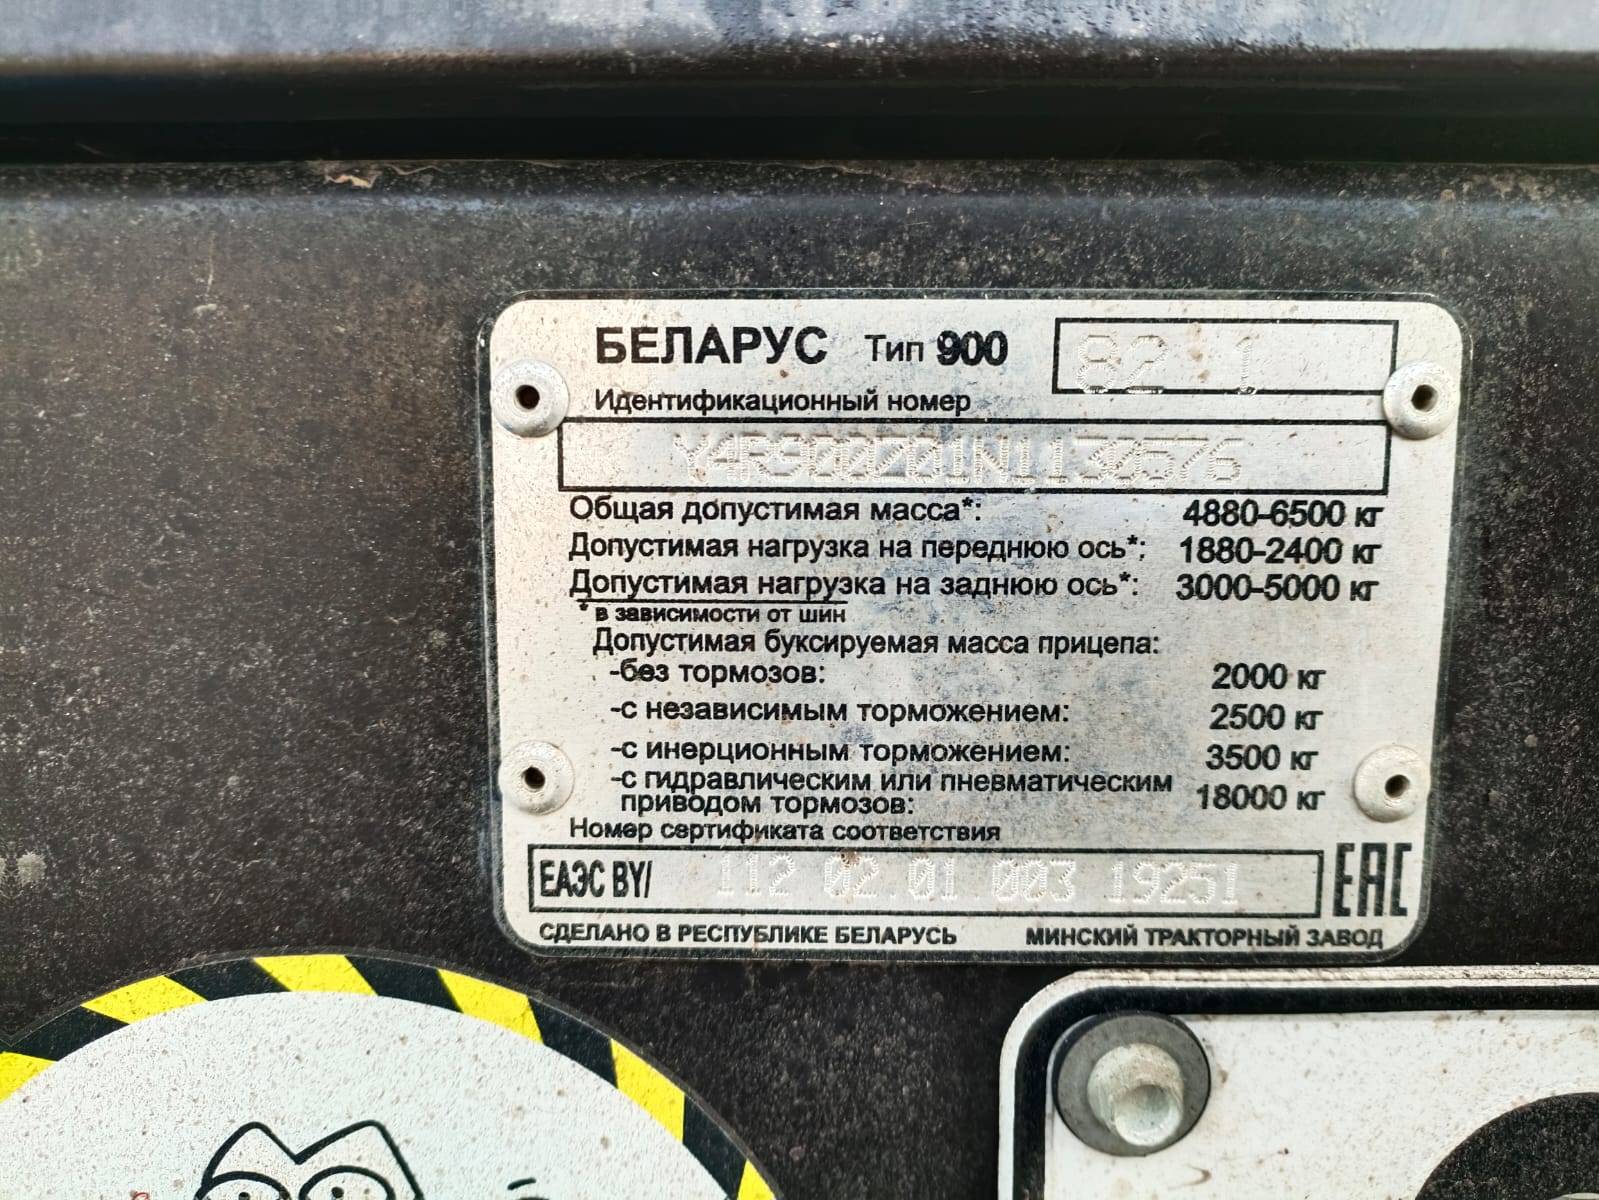 БЕЛАРУС Тип 900 82.1
Идентификационный номер
Y4R900Z01N1130576
Общая допустимая масса*: 4880-6500 кг
Допустимая нагрузка на переднюю ось*: 1880-2400 кг
Допустимая нагрузка на заднюю ось*: 3000-5000 кг
* в зависимости от шин
Допустимая буксируемая масса прицепа:
-без тормозов: 2000 кг
-с независимым торможением: 2500 кг
-с инерционным торможением: 3500 кг
-с гидравлическим или пневматическим
приводом тормозов: 18000 кг
Номер сертификата соответствия
ЕАЭС BY/ 112 02.01.003 19251 EAC
СДЕЛАНО В РЕСПУБЛИКЕ БЕЛАРУСЬ МИНСКИЙ ТРАКТОРНЫЙ ЗАВОД